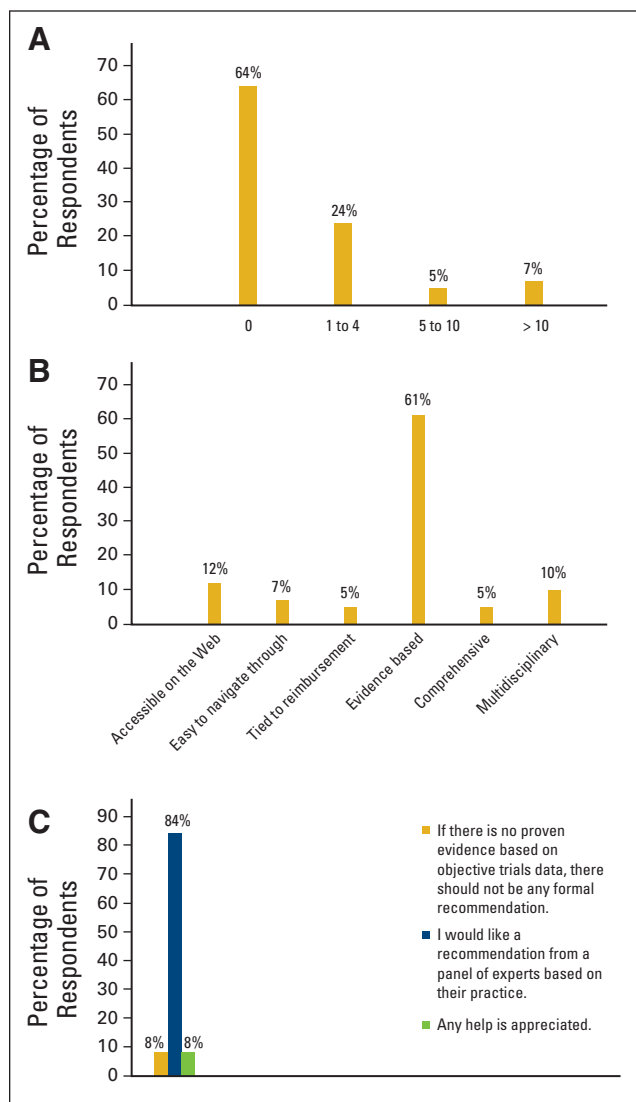 A
Percentage of
Respondents
70
60
50
40
30
20
10
0
64%
24%
5%
7%
0
1 to 4
5 to 10
> 10
B
Percentage of
Respondents
70
60
50
40
30
20
10
0
12%
7%
5%
61%
5%
10%
Accessible on the Web
Easy to navigate through
Tied to reimbursement
Evidence based
Comprehensive
Multidisciplinary
C
Percentage of
Respondents
90
80
70
60
50
40
30
20
10
0
8%
84%
8%
If there is no proven
evidence based on
objective trials data, there
should not be any formal
recommendation.
I would like a
recommendation from a
panel of experts based on
their practice.
Any help is appreciated.